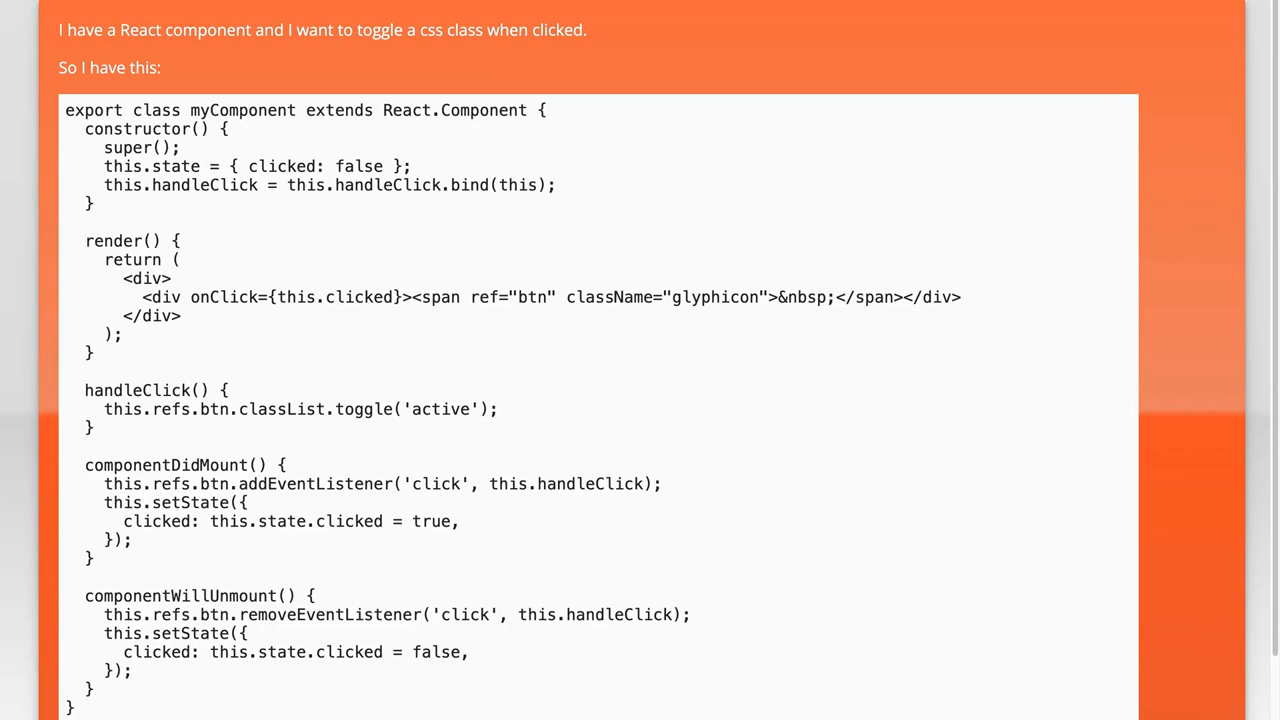 I have a React component and I want to toggle a css class when clicked.
So I have this:
export class myComponent extends React.Component {
  constructor() {
    super();
    this.state = { clicked: false };
    this.handleClick = this.handleClick.bind(this);
  }
  render() {
    return (
      <div>
        <div onClick={this.clicked}><span ref="btn" className="glyphicon">&nbsp;</span></div>
      </div>
    );
  }
  handleClick() {
    this.refs.btn.classList.toggle('active');
  }
  componentDidMount() {
    this.refs.btn.addEventListener('click', this.handleClick);
    this.setState({
      clicked: this.state.clicked = true,
    });
  }
  componentWillUnmount() {
    this.refs.btn.removeEventListener('click', this.handleClick);
    this.setState({
      clicked: this.state.clicked = false,
    });
  }
}